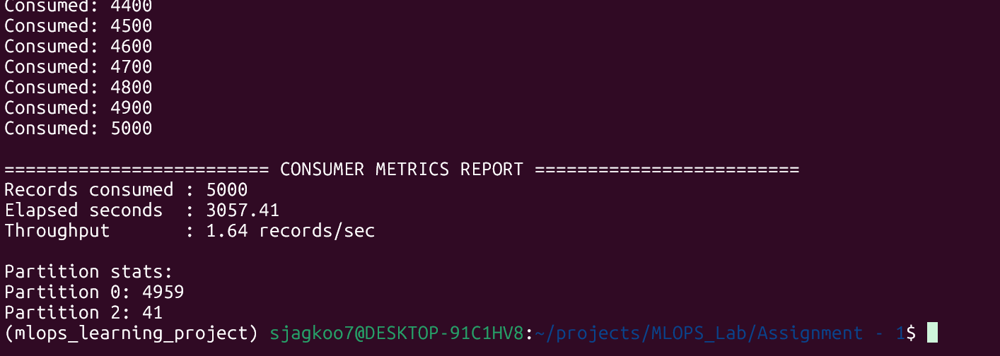 Consumed: 4400
Consumed: 4500
Consumed: 4600
Consumed: 4700
Consumed: 4800
Consumed: 4900
Consumed: 5000
========================= CONSUMER METRICS REPORT =========================
Records consumed : 5000
Elapsed seconds  : 3057.41
Throughput       : 1.64 records/sec
Partition stats:
Partition 0: 4959
Partition 2: 41
(mlops_learning_project) sjagkoo7@DESKTOP-91C1HV8:~/projects/MLOPS_Lab/Assignment - 1$